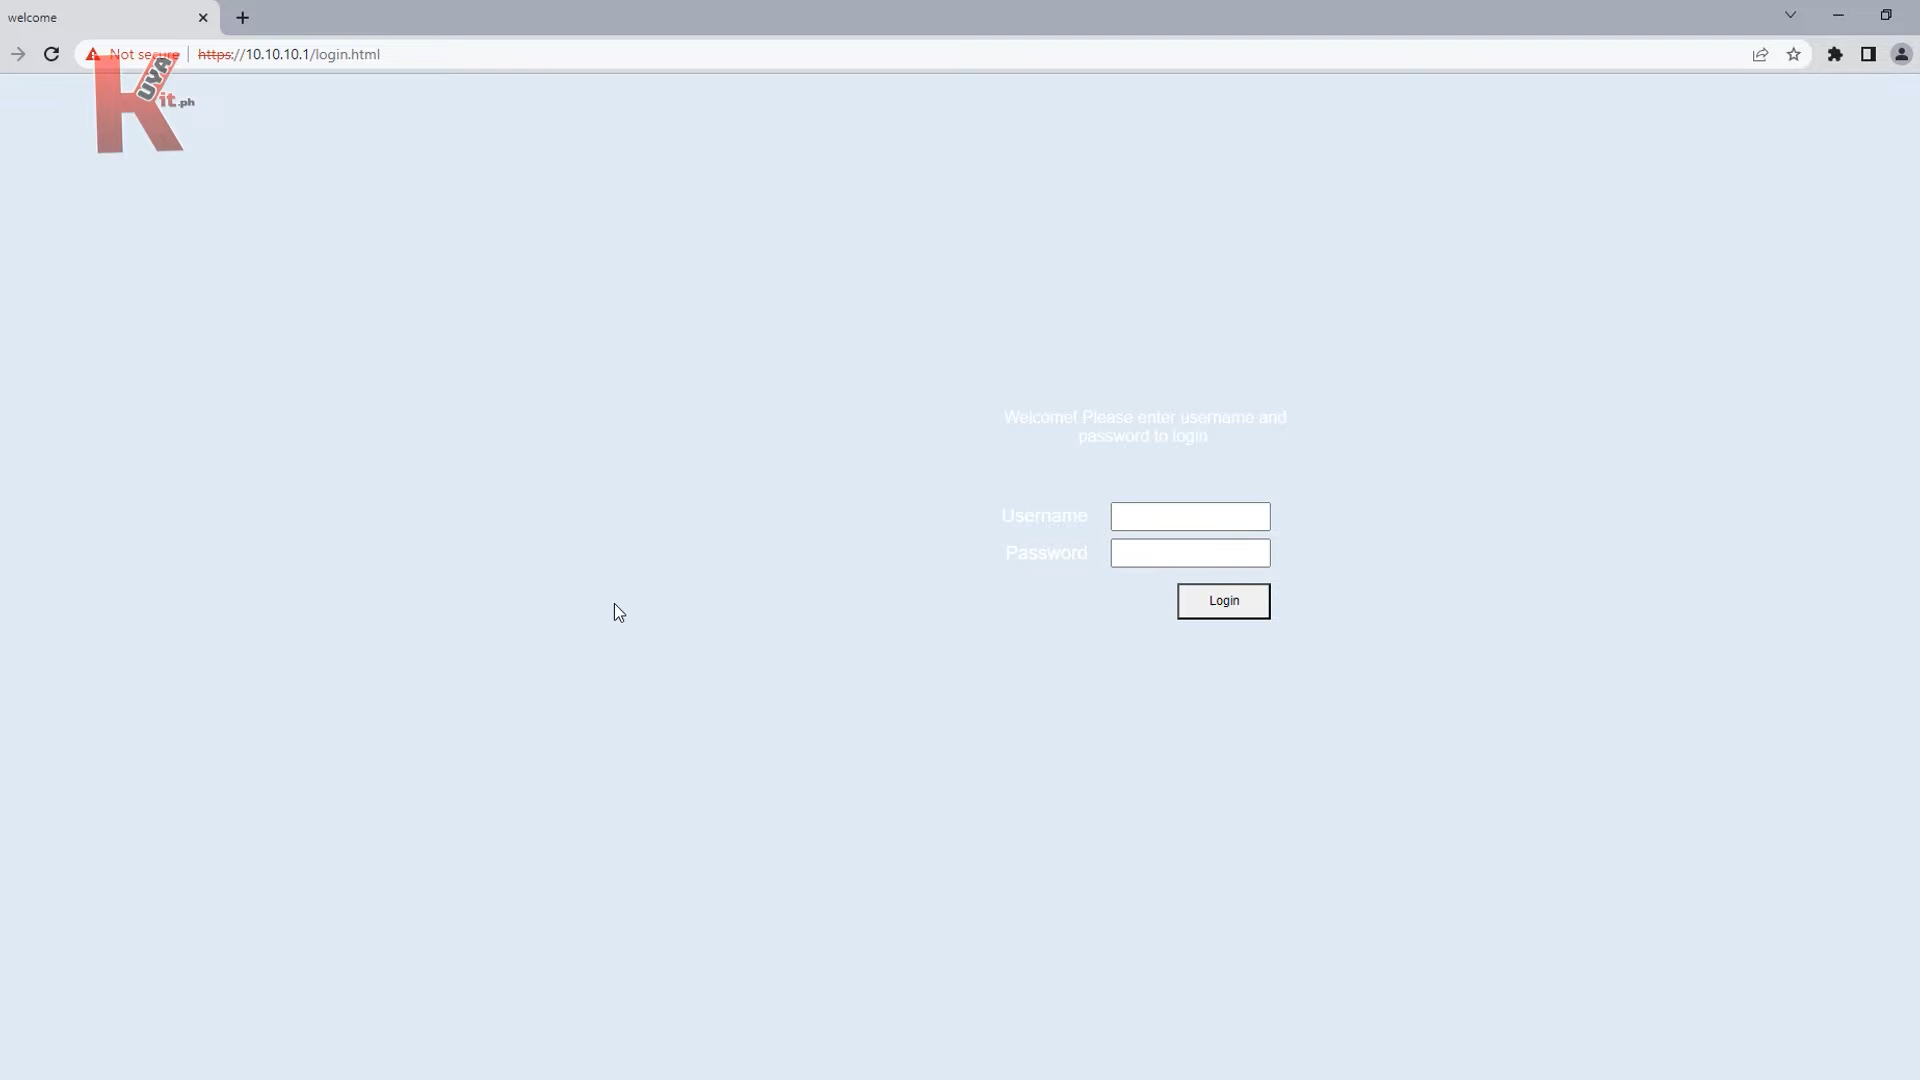 welcome
Not secure
https://10.10.10.1/login.html
KUYA
it.ph
Welcome! Please enter username and
password to login
Username
Password
Login